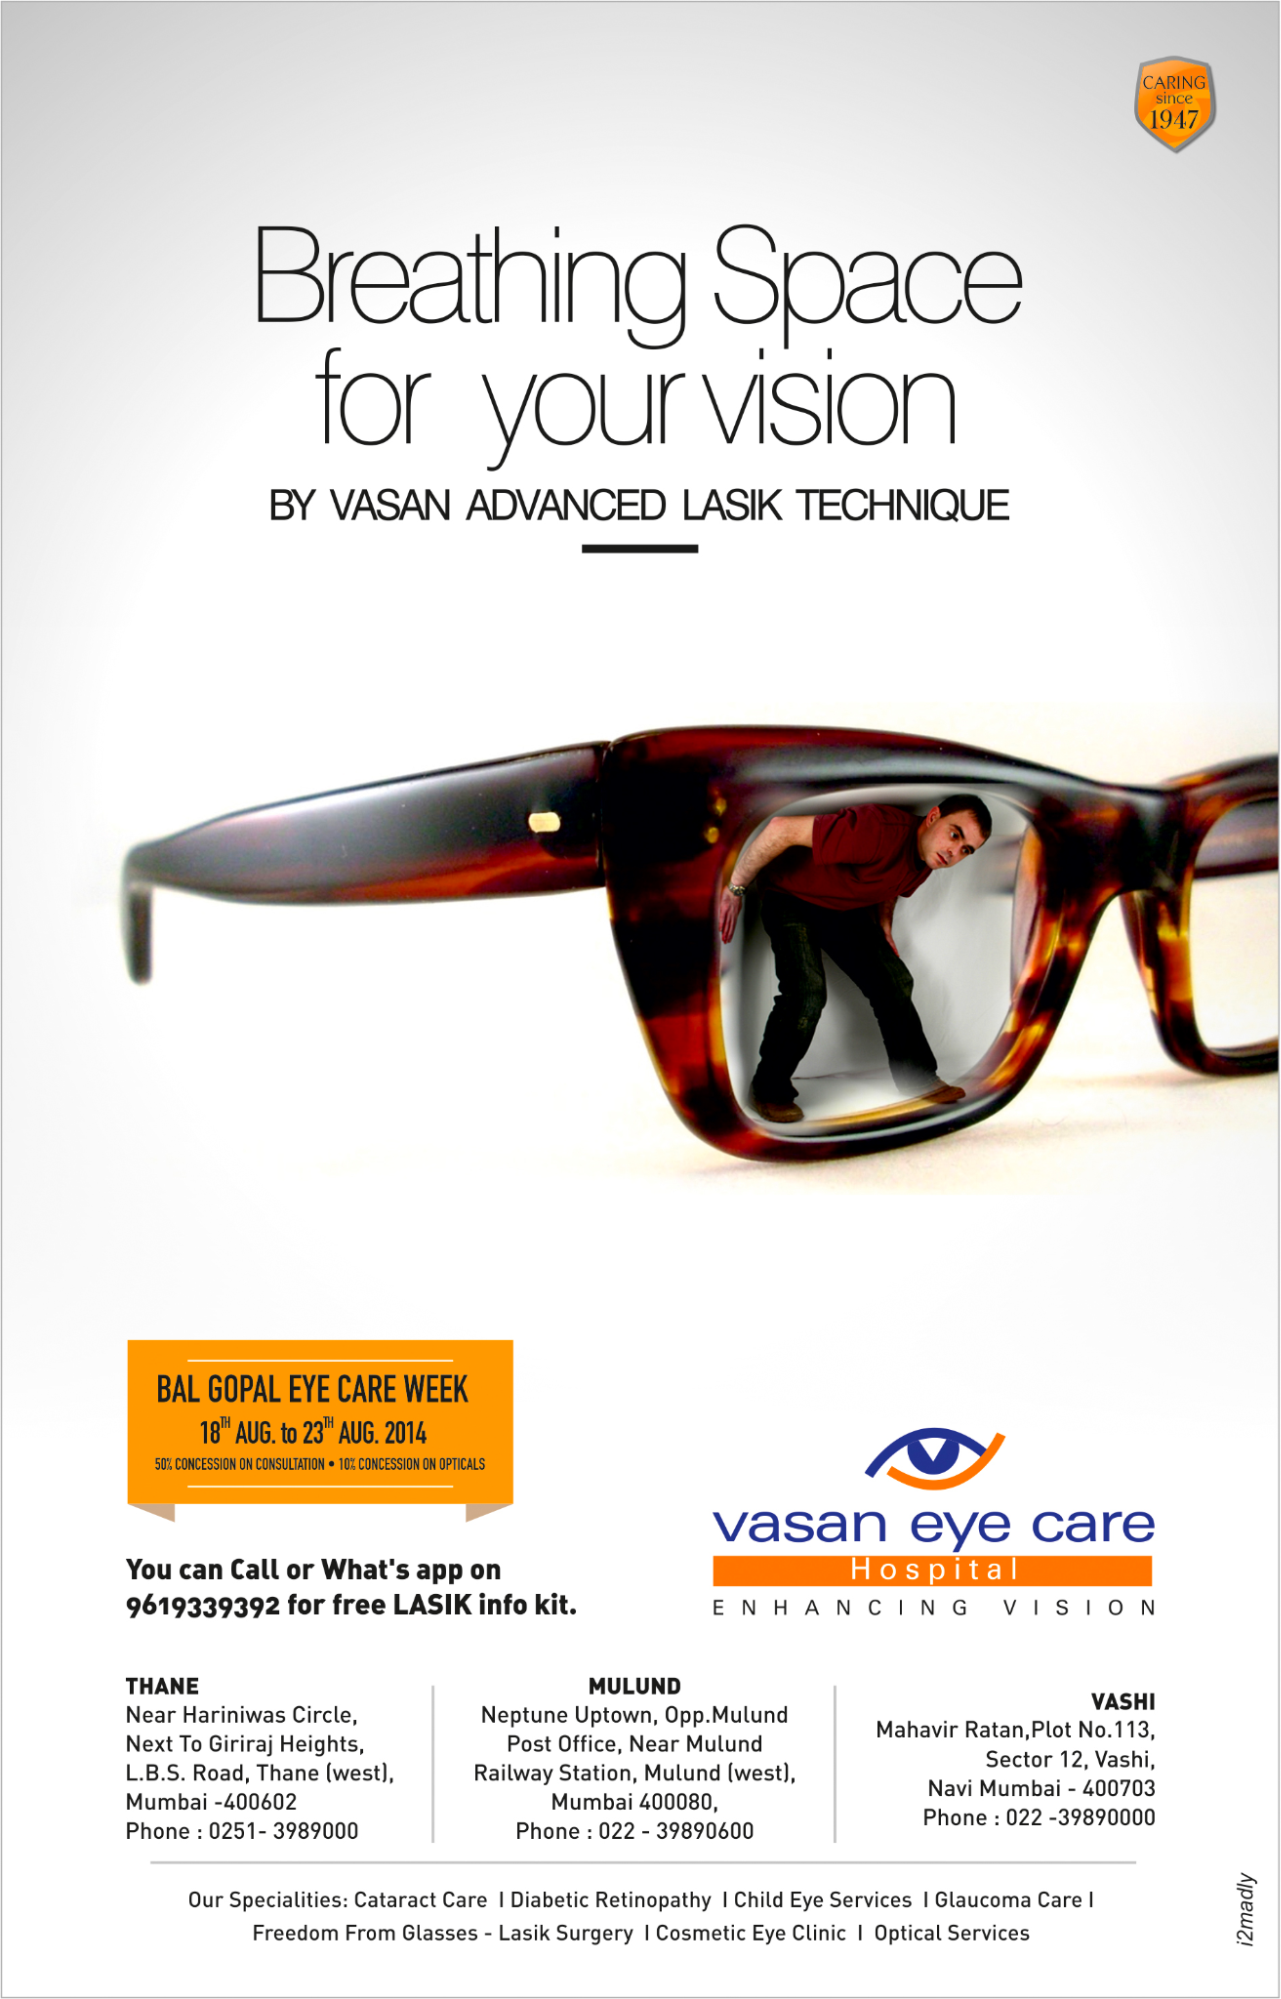 CARING
since
1947
Breathing Space
for your vision
BY VASAN ADVANCED LASIK TECHNIQUE
BAL GOPAL EYE CARE WEEK
18TH AUG. to 23TH AUG. 2014
50% CONCESSION ON CONSULTATION • 10% CONCESSION ON OPTICALS
You can Call or What's app on
9619339392 for free LASIK info kit.
vasan eye care
Hospital
ENHANCING VISION
THANE
Near Hariniwas Circle,
Next To Giriraj Heights,
L.B.S. Road, Thane (west),
Mumbai -400602
Phone : 0251- 3989000
MULUND
Neptune Uptown, Opp.Mulund
Post Office, Near Mulund
Railway Station, Mulund (west),
Mumbai 400080,
Phone : 022 - 39890600
VASHI
Mahavir Ratan,Plot No.113,
Sector 12, Vashi,
Navi Mumbai - 400703
Phone : 022 -39890000
Our Specialities: Cataract Care I Diabetic Retinopathy I Child Eye Services I Glaucoma Care I
Freedom From Glasses - Lasik Surgery I Cosmetic Eye Clinic I Optical Services
i2madly